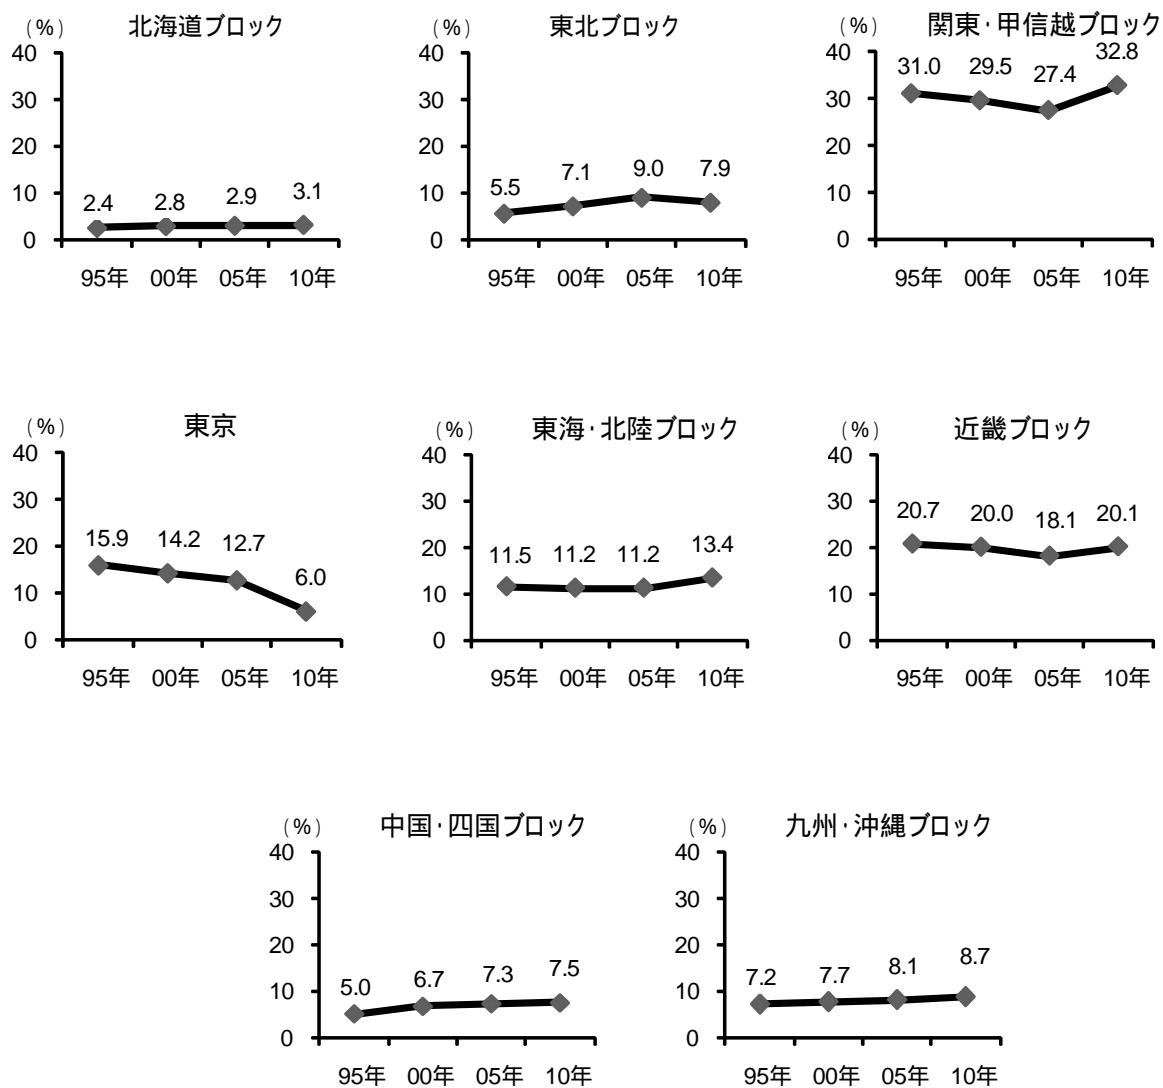 (%) 北海道ブロック
40
30
20
10
0
2.4 2.8 2.9 3.1
95年 00年 05年 10年
(%) 東北ブロック
40
30
20
10
0
5.5 7.1 9.0 7.9
95年 00年 05年 10年
(%) 関東・甲信越ブロック
40
30
20
10
0
31.0 29.5 27.4 32.8
95年 00年 05年 10年
(%) 東京
40
30
20
10
0
15.9 14.2 12.7 6.0
95年 00年 05年 10年
(%) 東海・北陸ブロック
40
30
20
10
0
11.5 11.2 11.2 13.4
95年 00年 05年 10年
(%) 近畿ブロック
40
30
20
10
0
20.7 20.0 18.1 20.1
95年 00年 05年 10年
(%) 中国・四国ブロック
40
30
20
10
0
5.0 6.7 7.3 7.5
95年 00年 05年 10年
(%) 九州・沖縄ブロック
40
30
20
10
0
7.2 7.7 8.1 8.7
95年 00年 05年 10年